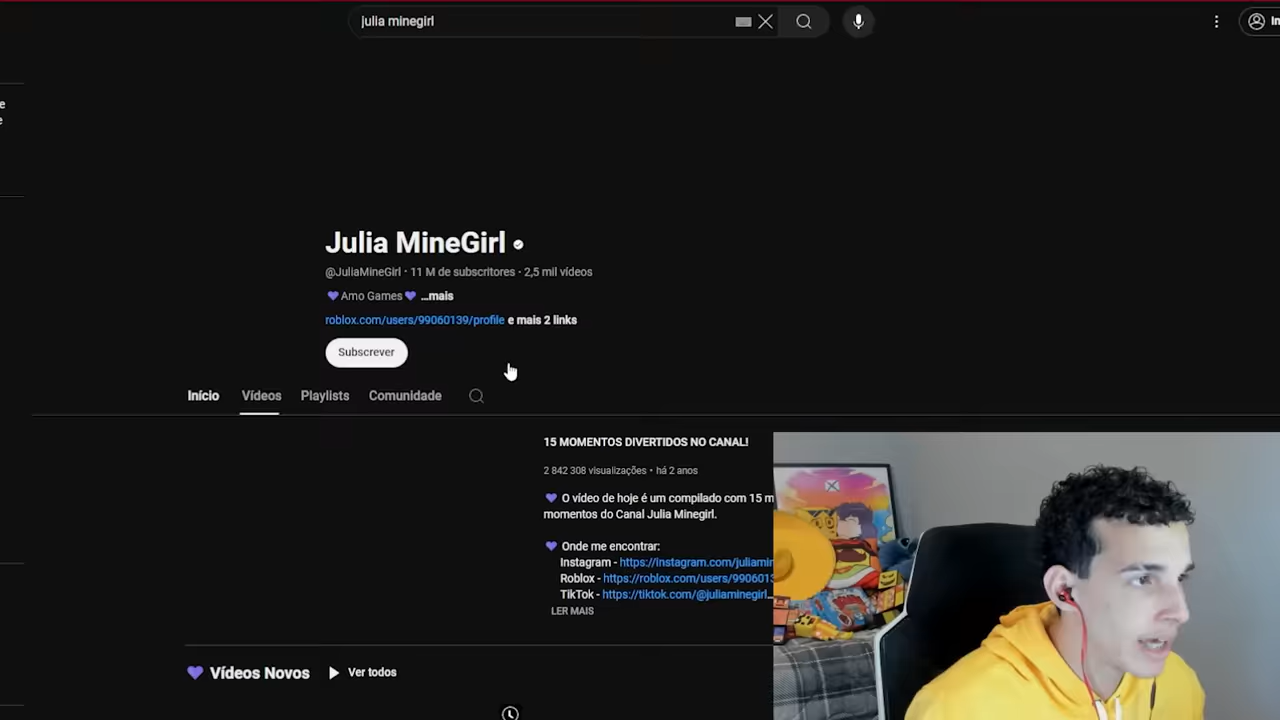 julia minegirl
In
e
e
Julia MineGirl
@JuliaMineGirl · 11 M de subscritores · 2,5 mil vídeos
💜 Amo Games 💜 ...mais
roblox.com/users/99060139/profile e mais 2 links
Subscrever
Início Vídeos Playlists Comunidade
15 MOMENTOS DIVERTIDOS NO CANAL!
2 842 308 visualizações • há 2 anos
💜 O vídeo de hoje é um compilado com 15 m
momentos do Canal Julia Minegirl.
💜 Onde me encontrar:
Instagram - https://instagram.com/juliamin
Roblox - https://roblox.com/users/9906013
TikTok - https://tiktok.com/@juliaminegirl...
LER MAIS
💜 Vídeos Novos ▶ Ver todos